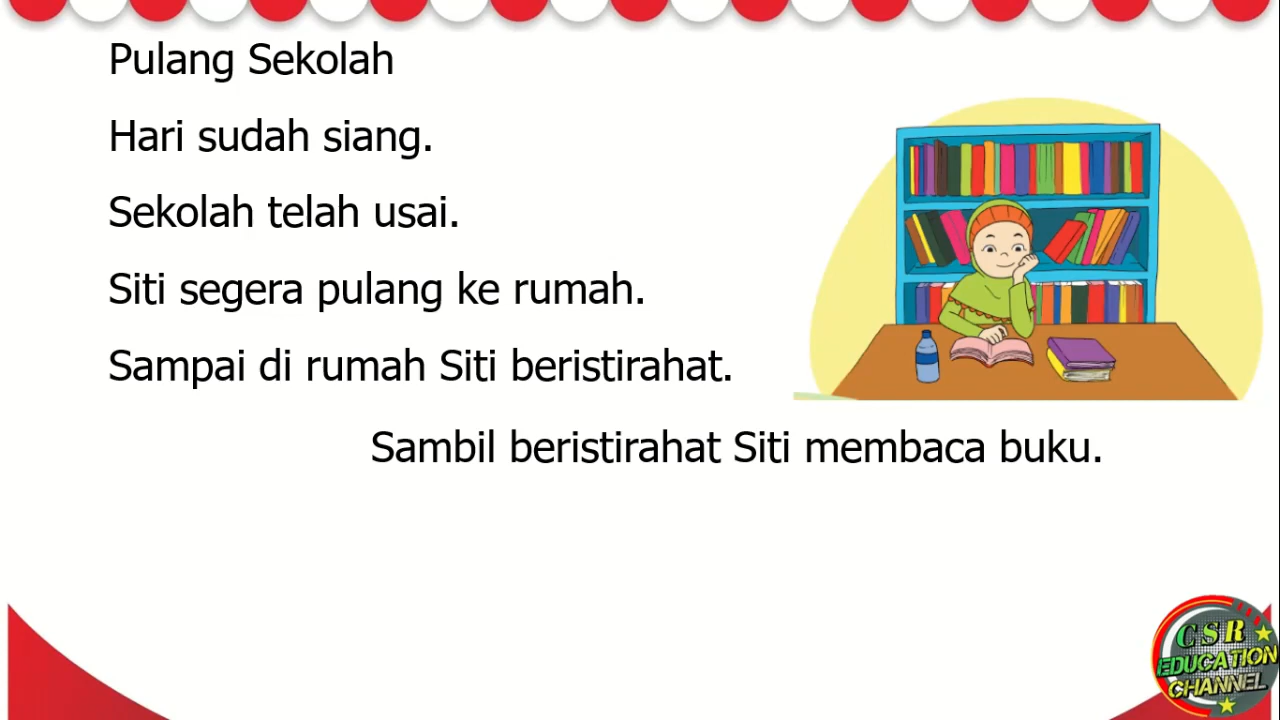 Pulang Sekolah
Hari sudah siang.
Sekolah telah usai.
Siti segera pulang ke rumah.
Sampai di rumah Siti beristirahat.
Sambil beristirahat Siti membaca buku.
CSR
EDUCATION
CHANNEL